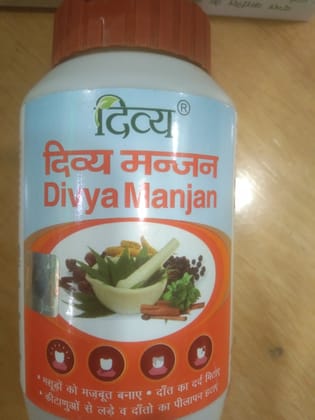 दिव्य®
दिव्य मन्जन
Divya Manjan
• मसूड़ों को मजबूत बनाए • दाँत का दर्द मिटाए
• कीटाणुओं से लड़े व दाँतो का पीलापन हटाए